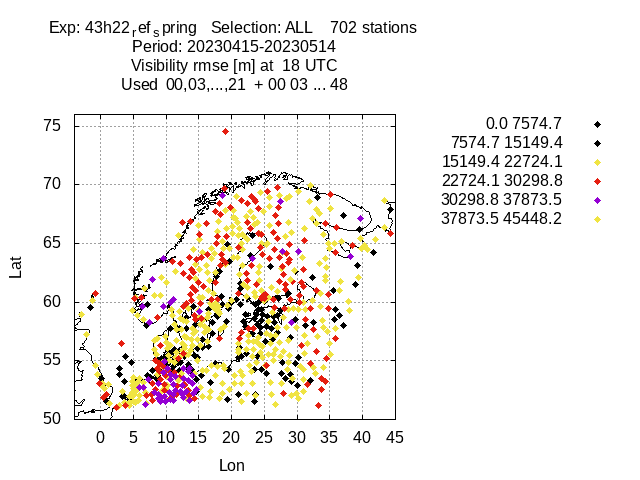 Exp: 43h22refspring   Selection: ALL    702 stations
Period: 20230415-20230514
Visibility rmse [m] at  18 UTC
Used  00,03,...,21  + 00 03 ... 48
0.0 7574.7
7574.7 15149.4
15149.4 22724.1
22724.1 30298.8
30298.8 37873.5
37873.5 45448.2
75
70
65
60
55
50
Lat
0 5 10 15 20 25 30 35 40 45
Lon